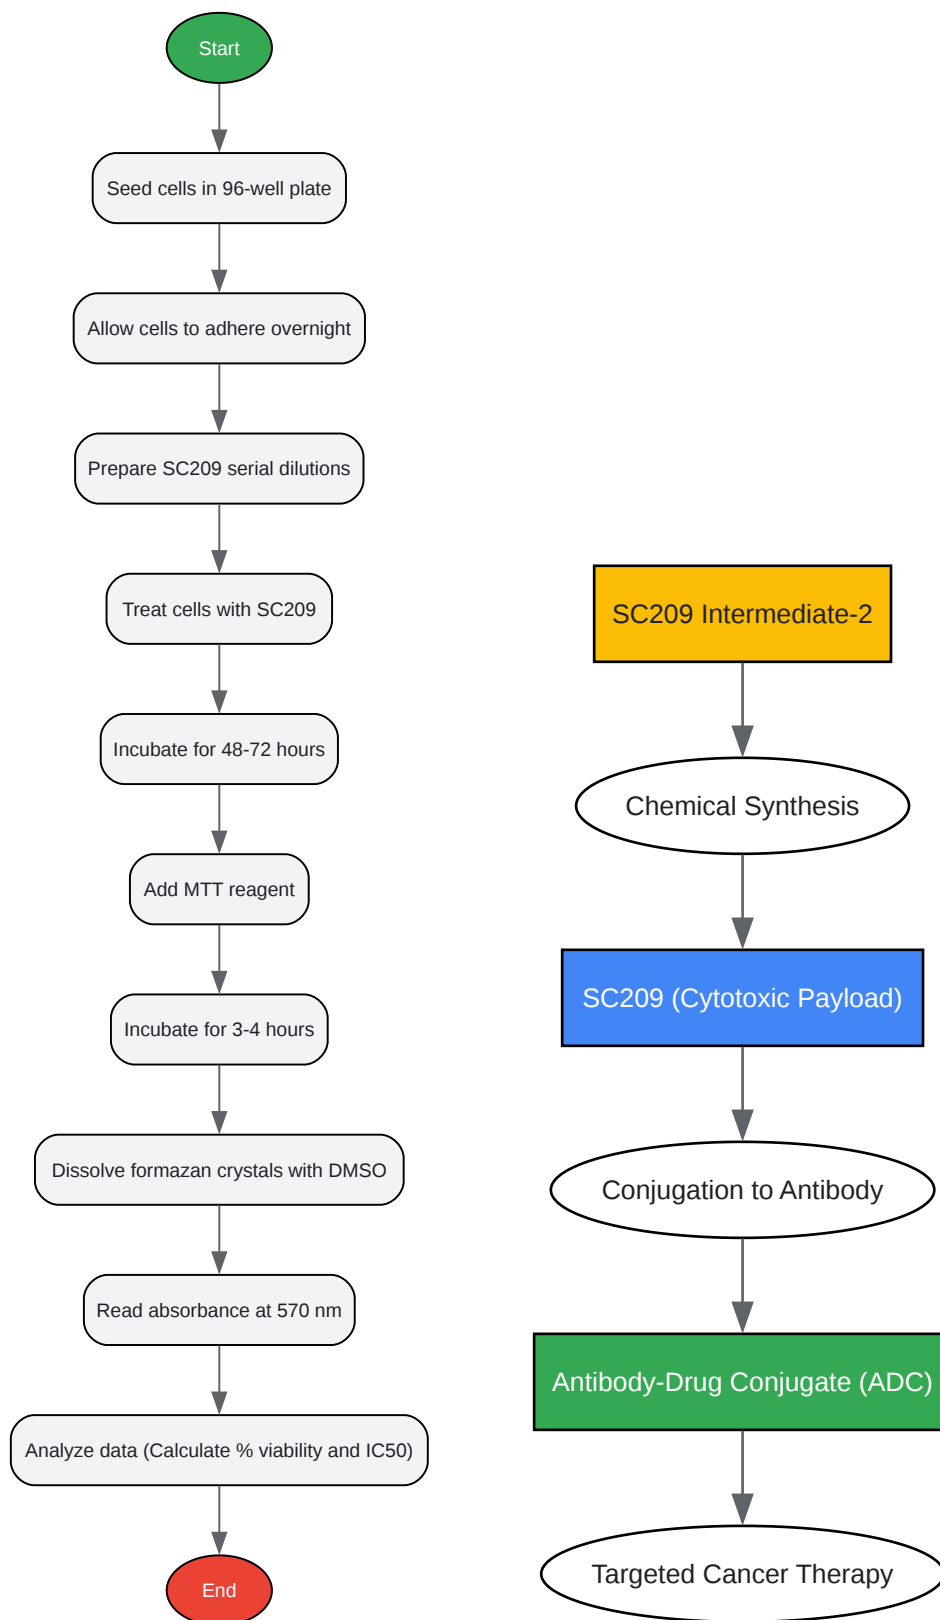 Start
Seed cells in 96-well plate
Allow cells to adhere overnight
Prepare SC209 serial dilutions
Treat cells with SC209
Incubate for 48-72 hours
Add MTT reagent
Incubate for 3-4 hours
Dissolve formazan crystals with DMSO
Read absorbance at 570 nm
Analyze data (Calculate % viability and IC50)
End
SC209 Intermediate-2
Chemical Synthesis
SC209 (Cytotoxic Payload)
Conjugation to Antibody
Antibody-Drug Conjugate (ADC)
Targeted Cancer Therapy